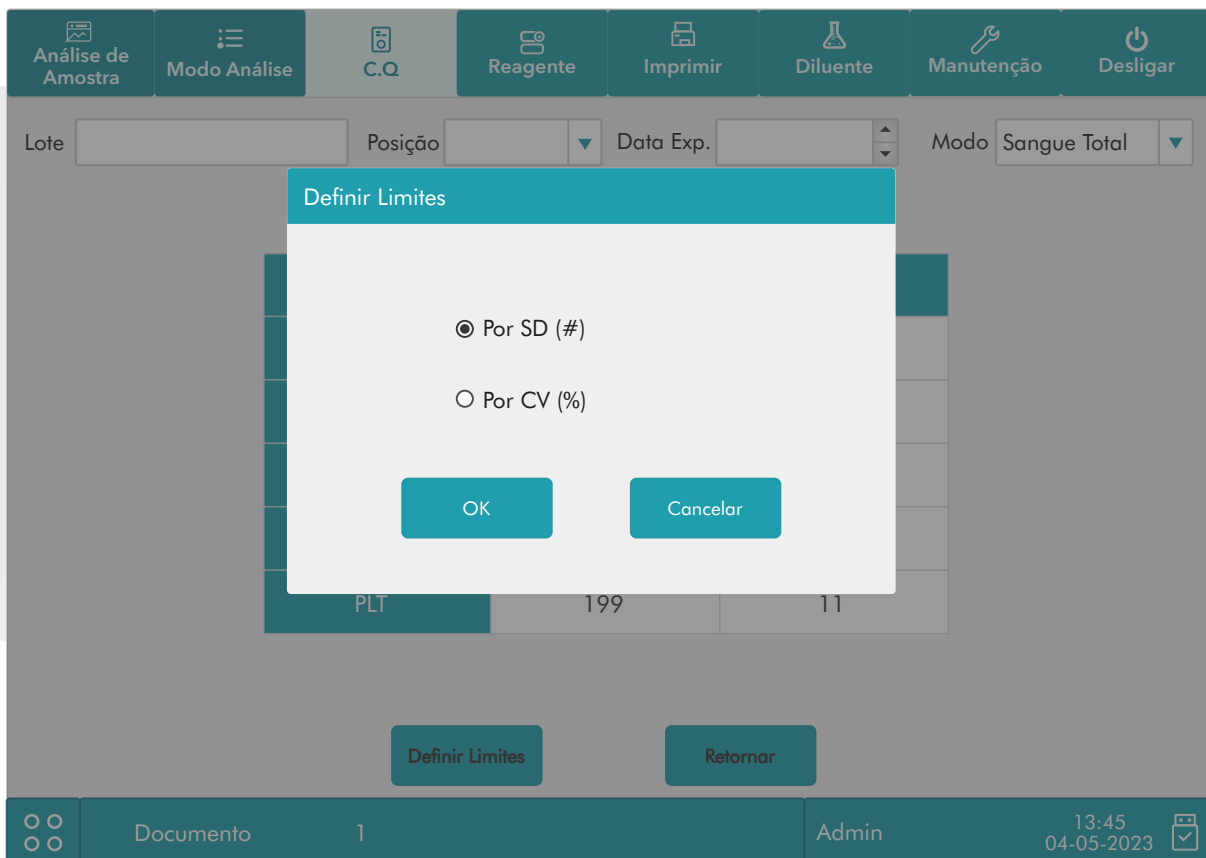 Análise de
Amostra
Modo Análise
C.Q
Reagente
Imprimir
Diluente
Manutenção
Desligar
Lote
Posição
Data Exp.
Modo
Sangue Total
Definir Limites
Por SD (#)
Por CV (%)
OK
Cancelar
PLT
199
11
Definir Limites
Retornar
Documento
1
Admin
13:45
04-05-2023